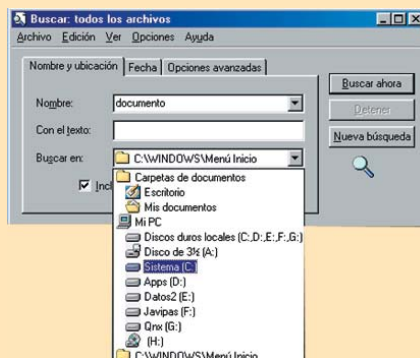 Buscar: todos los archivos
Archivo Edición Ver Opciones Ayuda
Nombre y ubicación Fecha Opciones avanzadas
Buscar ahora
Nombre: documento
Detener
Con el texto:
Nueva búsqueda
Buscar en: C:\WINDOWS\Menú Inicio
Incl
Carpetas de documentos
Escritorio
Mis documentos
Mi PC
Discos duros locales (C:,D:,E:,F:,G:)
Disco de 3½ (A:)
Sistema (C:)
Apps (D:)
Datos2 (E:)
Javipas (F:)
Qnx (G:)
(H:)
C:\WINDOWS\Menú Inicio